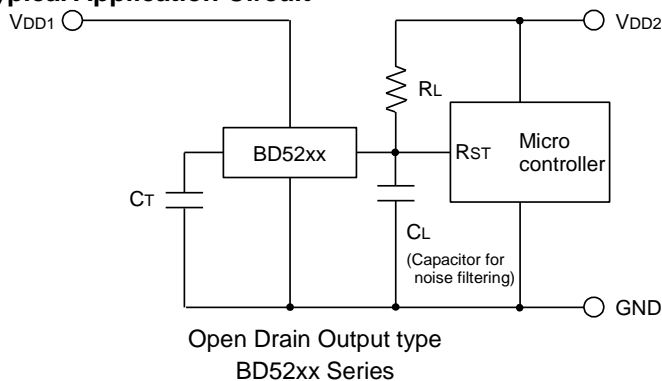 Typical Application Circuit
VDD1
VDD2
RL
BD52xx
RST
Micro
controller
CT
CL
(Capacitor for
noise filtering)
GND
Open Drain Output type
BD52xx Series